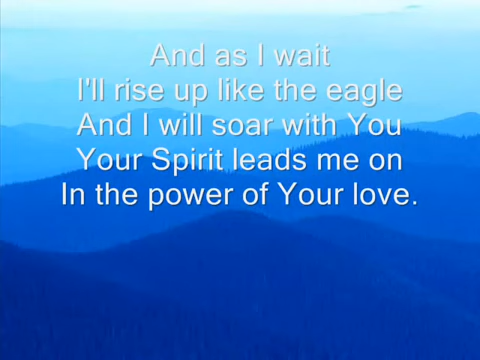 And as I wait
I'll rise up like the eagle
And I will soar with You
Your Spirit leads me on
In the power of Your love.